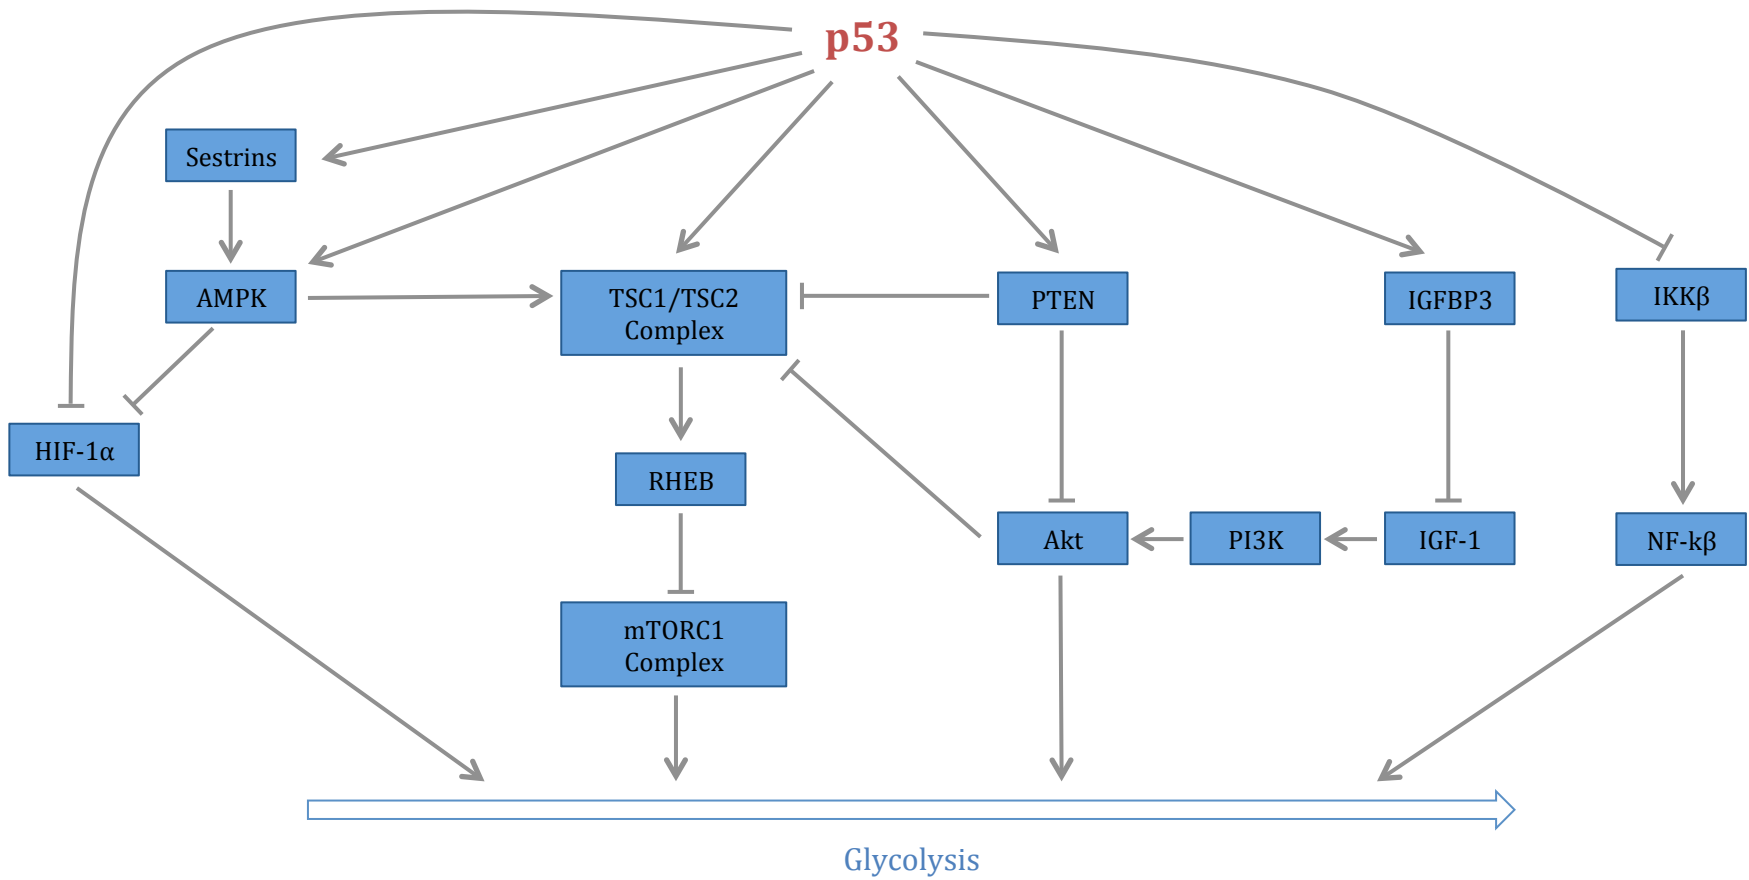 p53
Sestrins
AMPK
TSC1/TSC2
Complex
PTEN
IGFBP3
IKKβ
HIF-1α
RHEB
Akt
PI3K
IGF-1
NF-kβ
mTORC1
Complex
Glycolysis